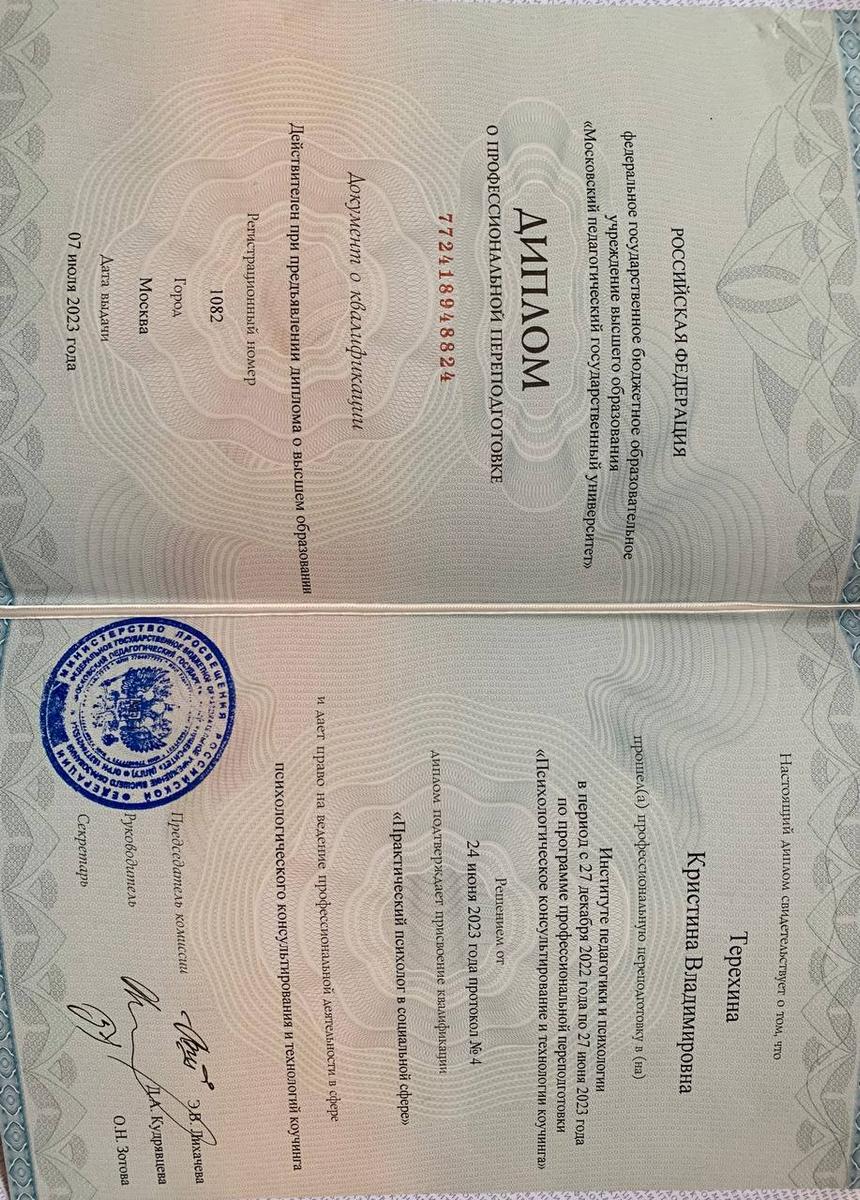 РОССИЙСКАЯ ФЕДЕРАЦИЯ
федеральное государственное бюджетное образовательное
учреждение высшего образования
«Московский педагогический государственный университет»
ДИПЛОМ
О ПРОФЕССИОНАЛЬНОЙ ПЕРЕПОДГОТОВКЕ
772418948824
Документ о квалификации
Действителен при предъявлении диплома о высшем образовании
Регистрационный номер
1082
Город
Москва
Дата выдачи
07 июля 2023 года
Настоящий диплом свидетельствует о том, что
Терехина
Кристина Владимировна
прошел(а) профессиональную переподготовку в (на)
Институте педагогики и психологии
в период с 27 декабря 2022 года по 27 июня 2023 года
по программе профессиональной переподготовки
«Психологическое консультирование и технологии коучинга»
Решением от
24 июня 2023 года протокол № 4
диплом подтверждает присвоение квалификации
«Практический психолог в социальной сфере»
и дает право на ведение профессиональной деятельности в сфере
психологического консультирования и технологий коучинга
Председатель комиссии Э.В. Лихачева
Руководитель Д.А. Кудрявцева
Секретарь О.Н. Зотова
МИНИСТЕРСТВО ПРОСВЕЩЕНИЯ РОССИЙСКОЙ ФЕДЕРАЦИИ